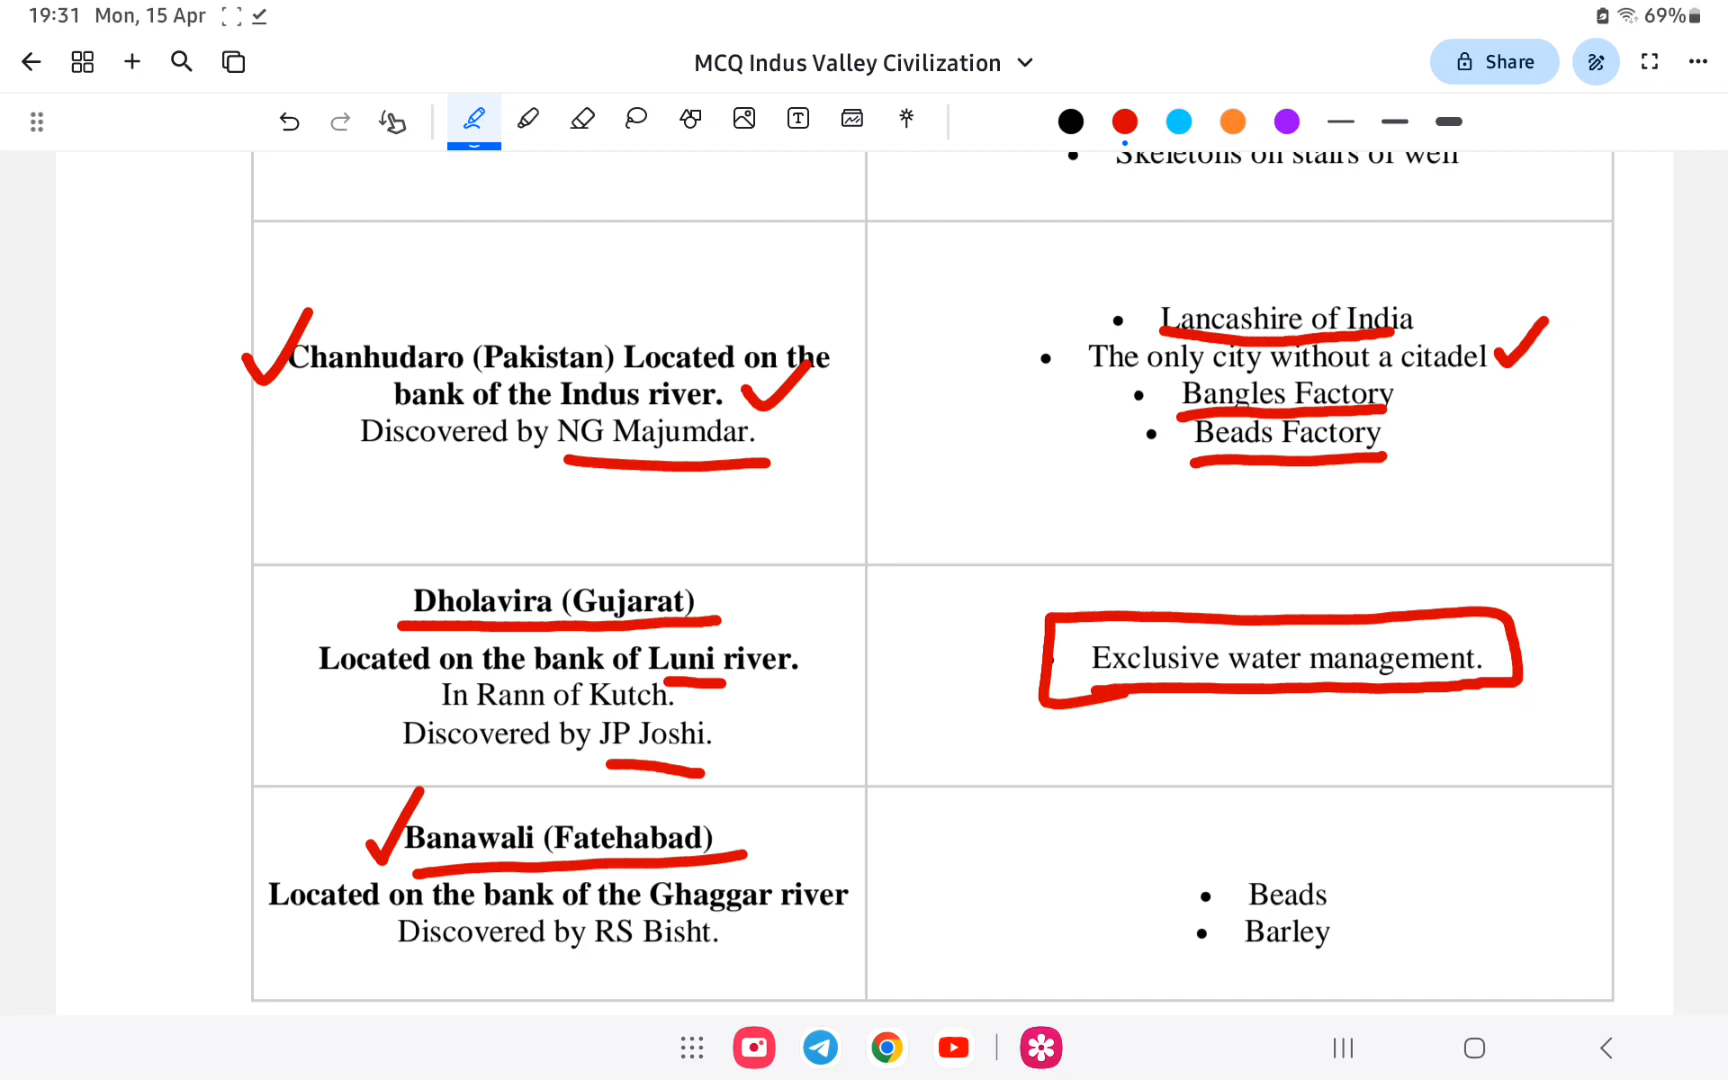 19:31 Mon, 15 Apr
69%
MCQ Indus Valley Civilization
Share
Skeletons on stairs of well
Chanhudaro (Pakistan) Located on the
bank of the Indus river.
Discovered by NG Majumdar.
Lancashire of India
The only city without a citadel
Bangles Factory
Beads Factory
Dholavira (Gujarat)
Located on the bank of Luni river.
In Rann of Kutch.
Discovered by JP Joshi.
Exclusive water management.
Banawali (Fatehabad)
Located on the bank of the Ghaggar river
Discovered by RS Bisht.
Beads
Barley